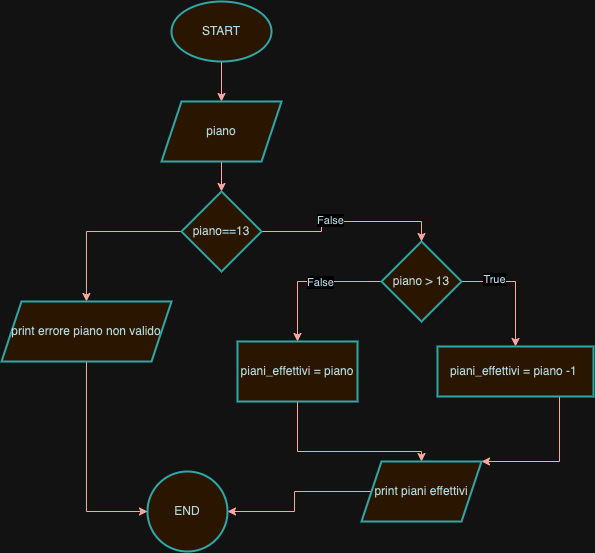 START
piano
piano==13
False
piano > 13
False
True
print errore piano non valido
piani_effettivi = piano
piani_effettivi = piano -1
print piani effettivi
END